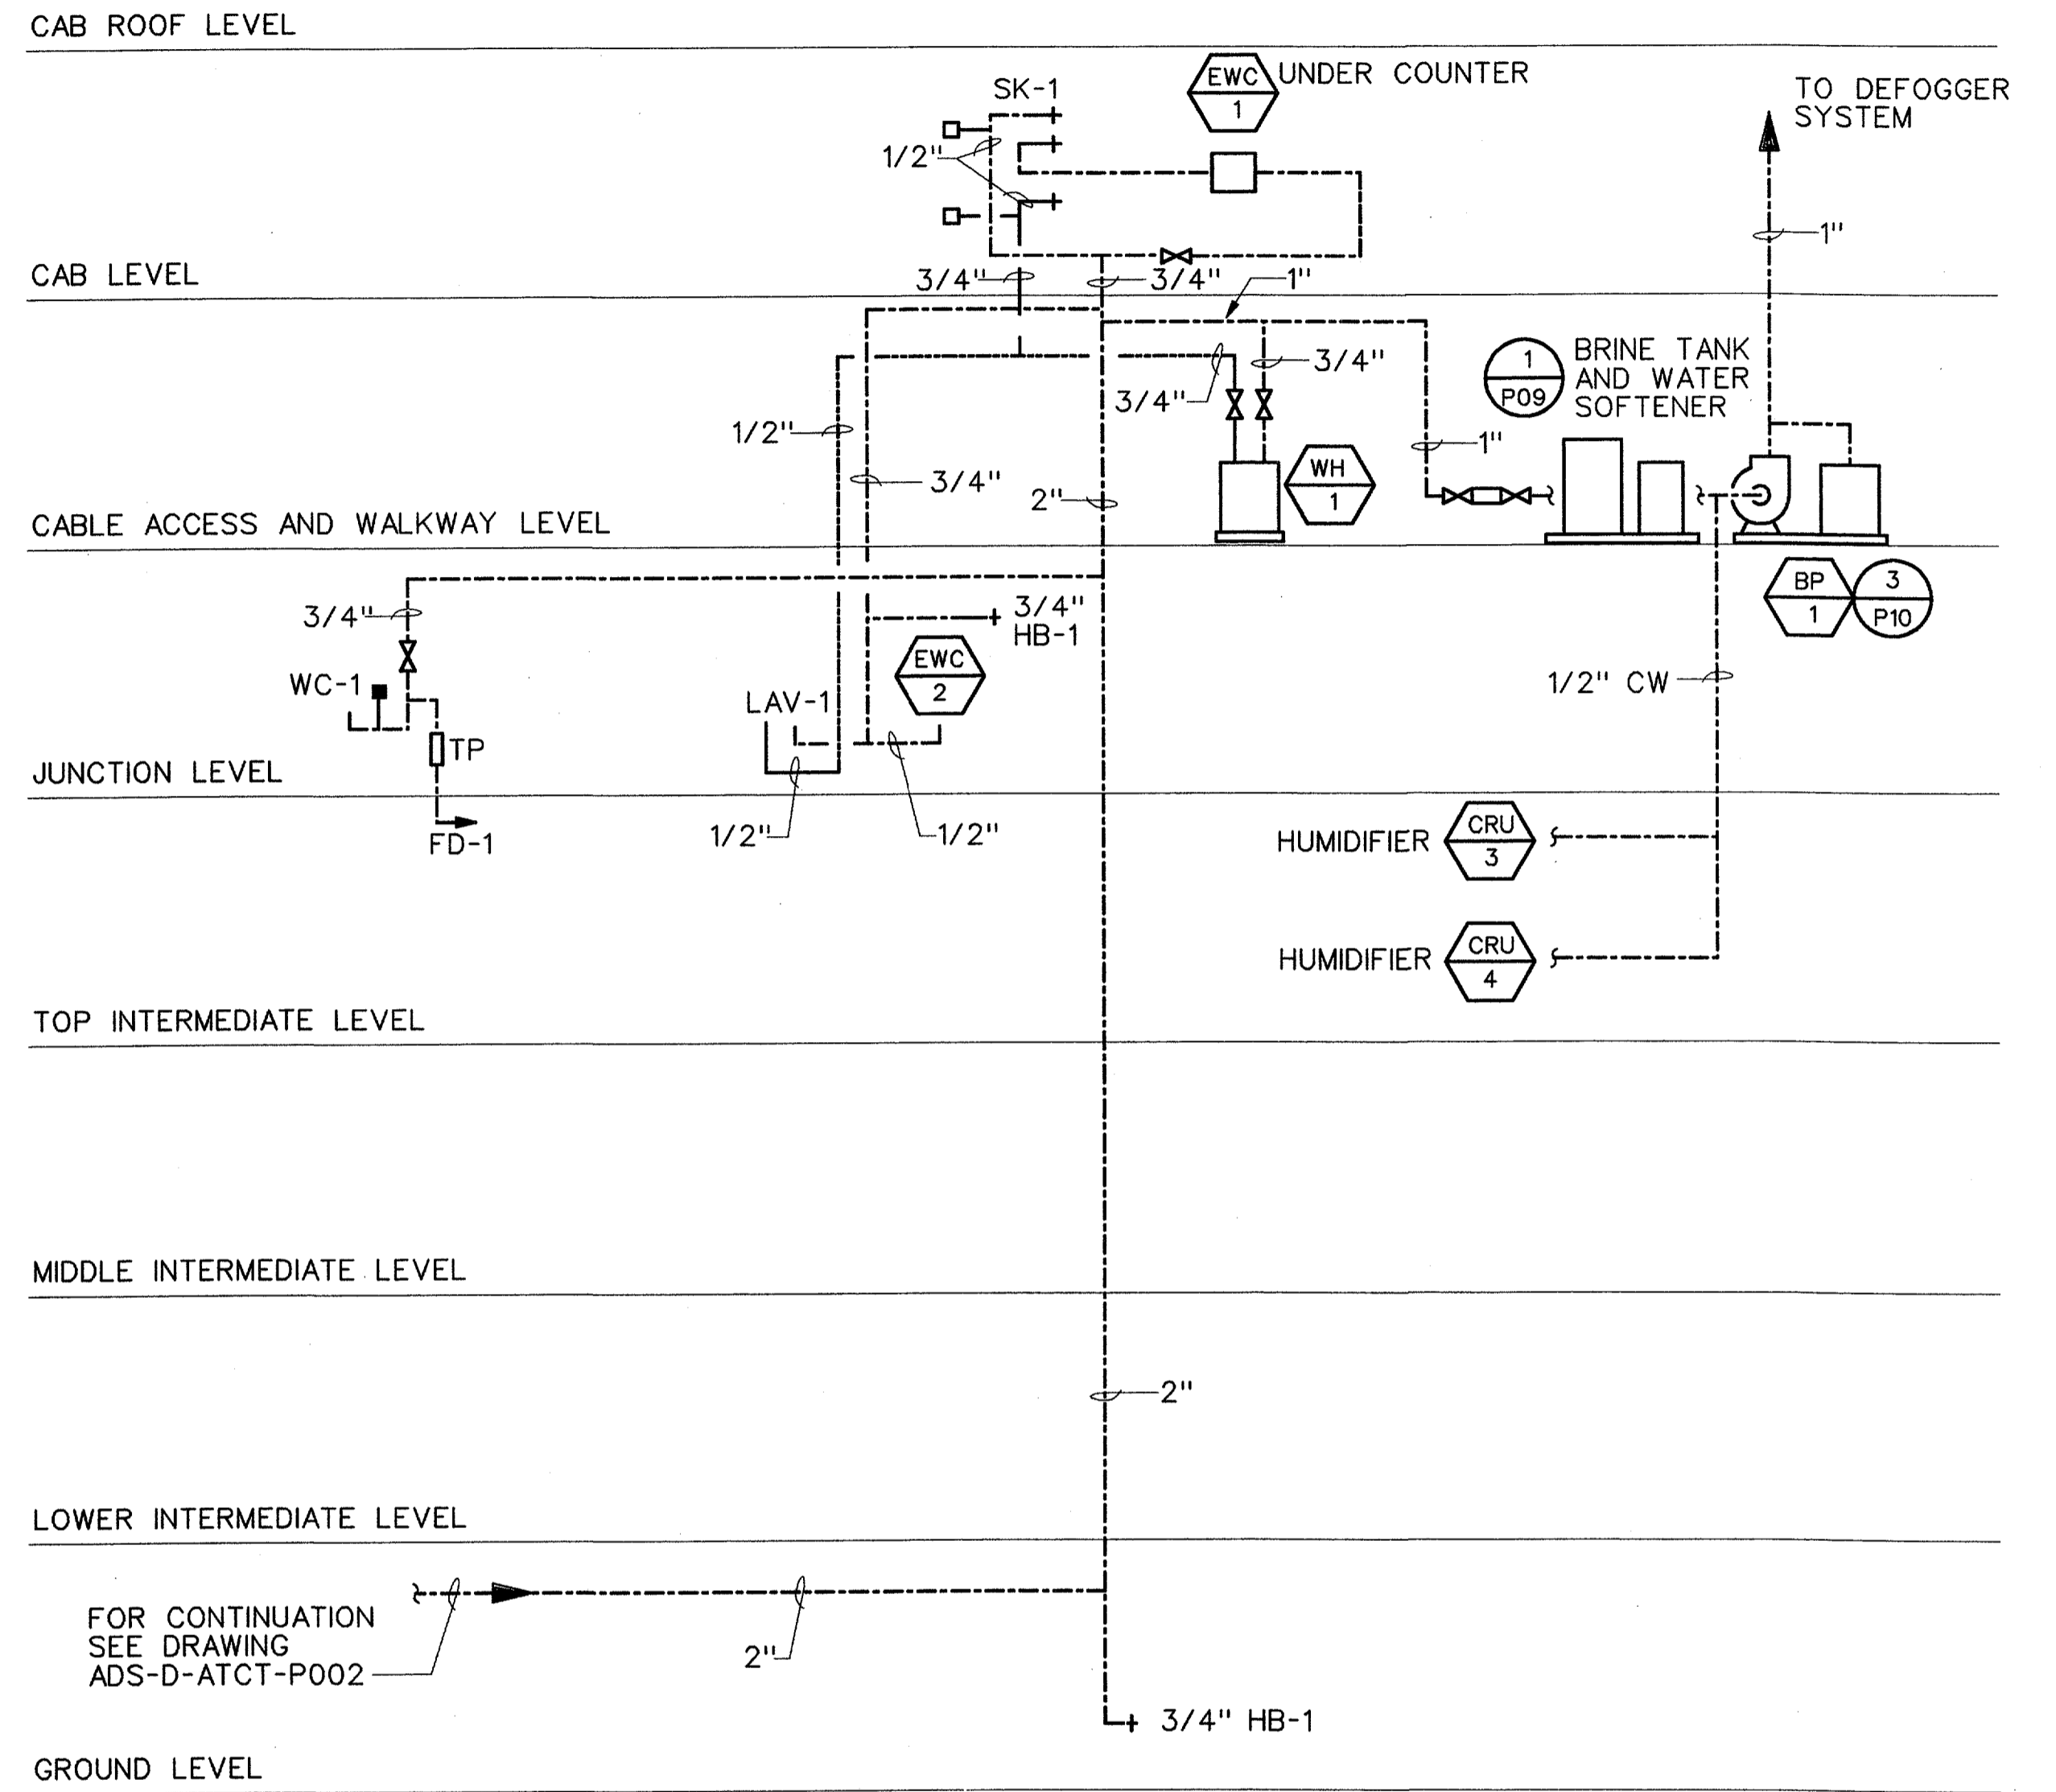 CAB ROOF LEVEL
SK-1
EWC
1
UNDER COUNTER
TO DEFOGGER
SYSTEM
1/2"
1"
CAB LEVEL
3/4"
3/4"
1"
3/4"
3/4"
1
P09
BRINE TANK
AND WATER
SOFTENER
1/2"
3/4"
2"
WH
1
1"
CABLE ACCESS AND WALKWAY LEVEL
BP
1
3
P10
3/4"
3/4"
HB-1
EWC
2
WC-1
LAV-1
TP
1/2" CW
JUNCTION LEVEL
FD-1
1/2"
1/2"
HUMIDIFIER
CRU
3
HUMIDIFIER
CRU
4
TOP INTERMEDIATE LEVEL
MIDDLE INTERMEDIATE LEVEL
2"
LOWER INTERMEDIATE LEVEL
FOR CONTINUATION
SEE DRAWING
ADS-D-ATCT-P002
2"
3/4" HB-1
GROUND LEVEL